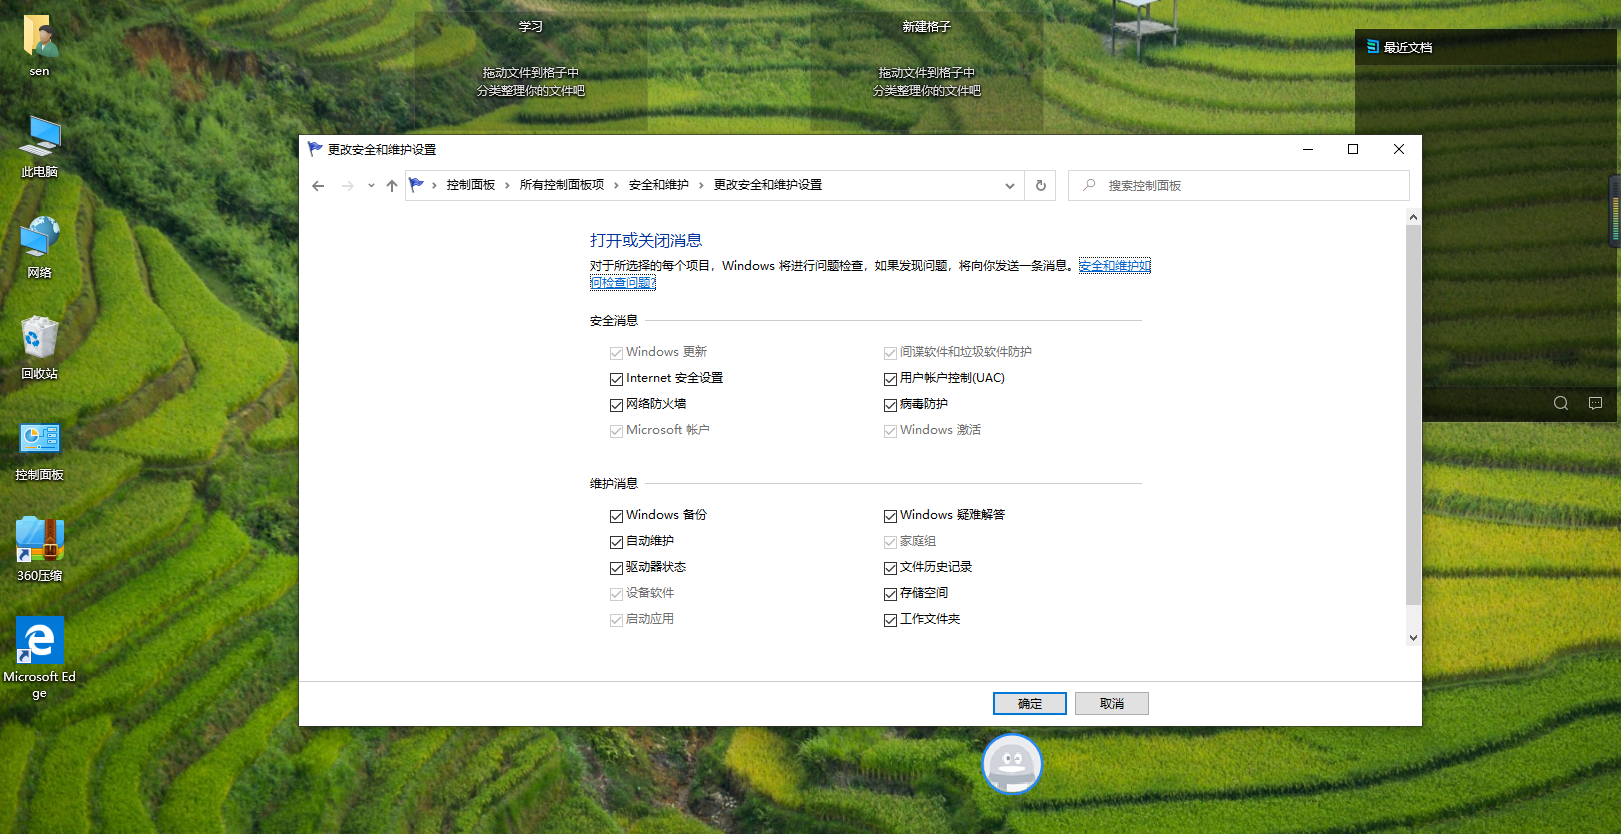 学习
新建格子
拖动文件到格子中
分类整理你的文件吧
拖动文件到格子中
分类整理你的文件吧
最近文档
sen
此电脑
网络
回收站
控制面板
360压缩
Microsoft Ed
ge
更改安全和维护设置
控制面板 › 所有控制面板项 › 安全和维护 › 更改安全和维护设置
搜索控制面板
打开或关闭消息
对于所选择的每个项目，Windows 将进行问题检查，如果发现问题，将向你发送一条消息。安全和维护如
何检查问题?
安全消息
Windows 更新
间谍软件和垃圾软件防护
Internet 安全设置
用户帐户控制(UAC)
网络防火墙
病毒防护
Microsoft 帐户
Windows 激活
维护消息
Windows 备份
Windows 疑难解答
自动维护
家庭组
驱动器状态
文件历史记录
设备软件
存储空间
启动应用
工作文件夹
确定
取消